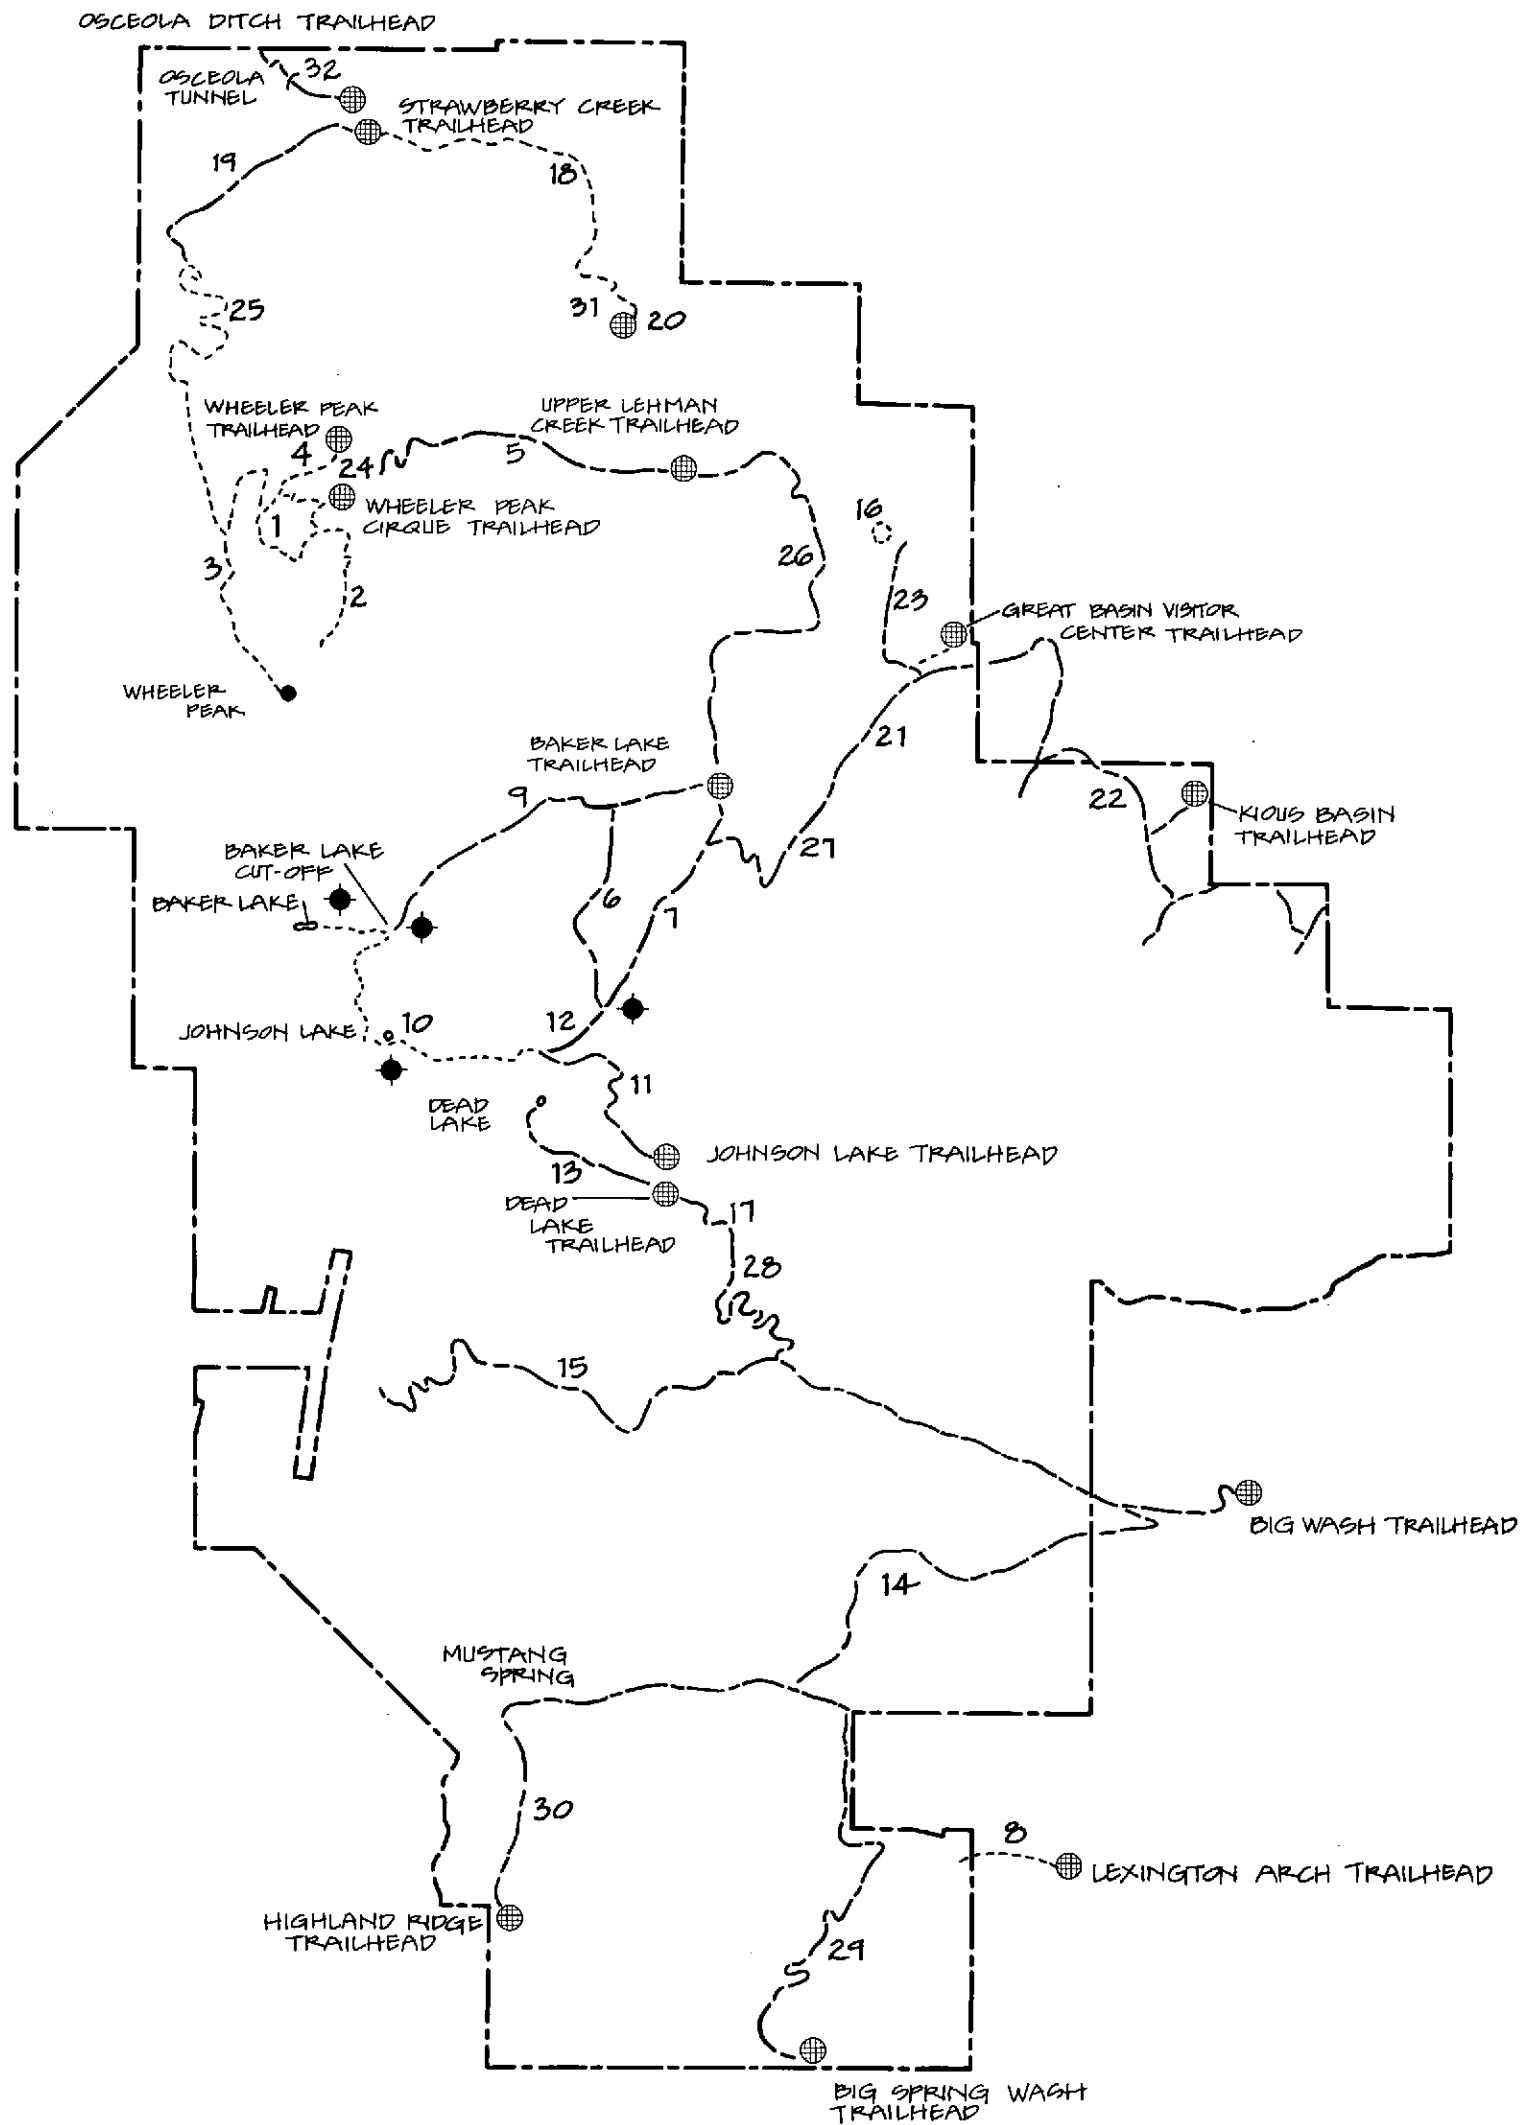 OSCEOLA DITCH TRAILHEAD
32
OSCEOLA
TUNNEL
STRAWBERRY CREEK
TRAILHEAD
19
18
25
31
20
WHEELER PEAK
TRAILHEAD
UPPER LEHMAN
CREEK TRAILHEAD
4
24
5
WHEELER PEAK
CIRQUE TRAILHEAD
1
16
26
3
2
23
GREAT BASIN VISITOR
CENTER TRAILHEAD
WHEELER
PEAK
21
BAKER LAKE
TRAILHEAD
9
22
KIOUS BASIN
TRAILHEAD
27
BAKER LAKE
CUT-OFF
BAKER LAKE
6
7
JOHNSON LAKE
10
12
11
DEAD
LAKE
13
JOHNSON LAKE TRAILHEAD
DEAD
LAKE
TRAILHEAD
17
28
15
BIG WASH TRAILHEAD
14
MUSTANG
SPRING
30
8
LEXINGTON ARCH TRAILHEAD
HIGHLAND RIDGE
TRAILHEAD
29
BIG SPRING WASH
TRAILHEAD